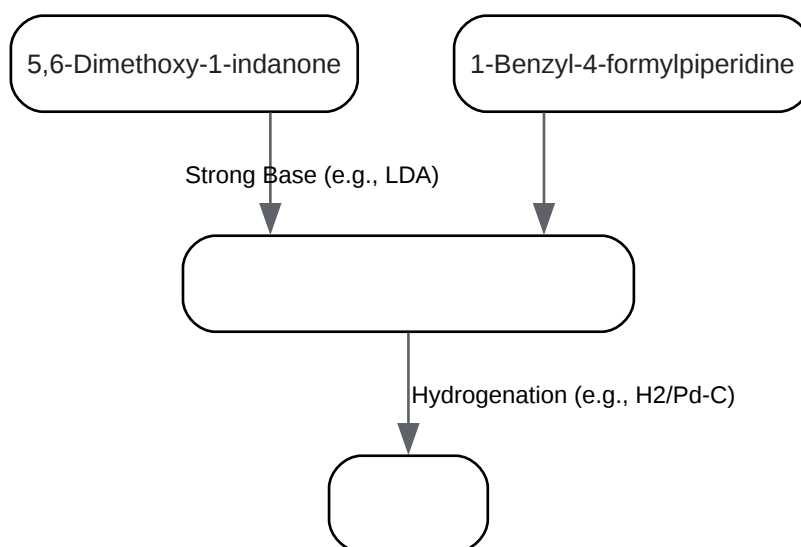 5,6-Dimethoxy-1-indanone
1-Benzyl-4-formylpiperidine
Strong Base (e.g., LDA)
Hydrogenation (e.g., H2/Pd-C)